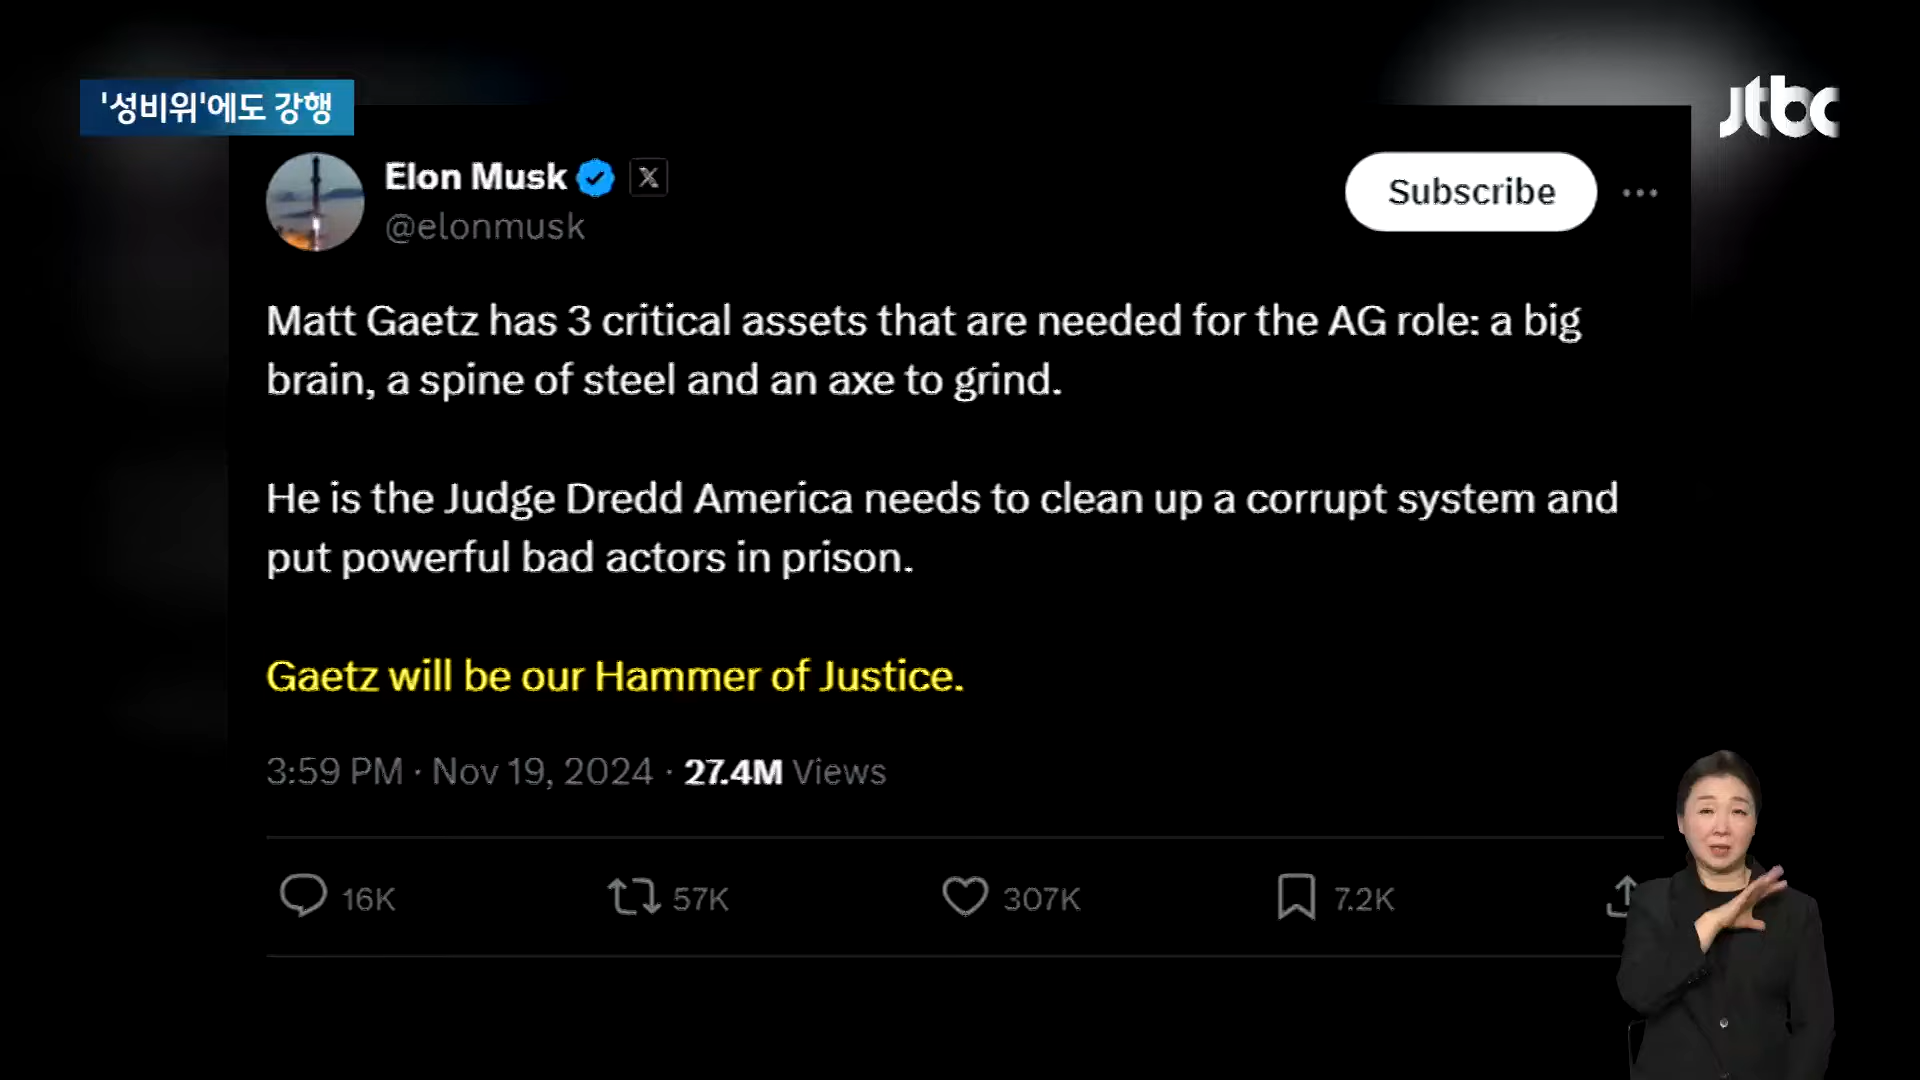 '성비위'에도 강행
jtbc
Elon Musk
@elonmusk
Subscribe
Matt Gaetz has 3 critical assets that are needed for the AG role: a big
brain, a spine of steel and an axe to grind.
He is the Judge Dredd America needs to clean up a corrupt system and
put powerful bad actors in prison.
Gaetz will be our Hammer of Justice.
3:59 PM · Nov 19, 2024 · 27.4M Views
16K 57K 307K 7.2K